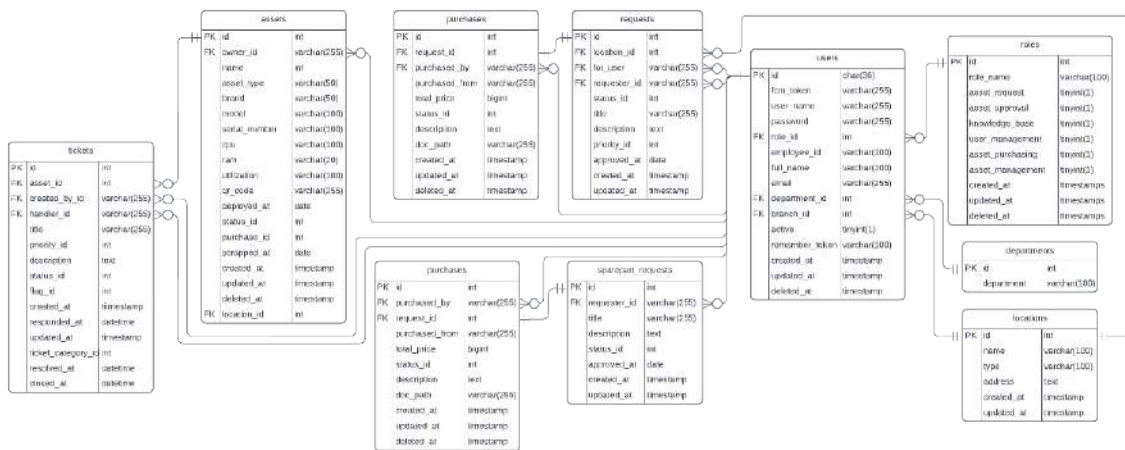 assets
PK id int
FK owner_id varchar(255)
name int
asset_type varchar(50)
brand varchar(50)
model varchar(100)
serial_number varchar(100)
cpu varchar(100)
ram varchar(20)
utilization varchar(100)
qr_code varchar(255)
deployed_at date
status_id int
purchase_id int
scrapped_at date
created_at timestamp
updated_at timestamp
deleted_at timestamp
FK location_id int
purchases
PK id int
FK request_id int
FK purchased_by varchar(255)
purchased_from varchar(255)
total_price bigint
status_id int
description text
doc_path varchar(255)
created_at timestamp
updated_at timestamp
deleted_at timestamp
requests
PK id int
FK location_id int
FK for_user varchar(255)
FK requester_id varchar(255)
status_id int
title varchar(255)
description text
priority_id int
approved_at date
created_at timestamp
updated_at timestamp
users
PK id char(36)
fcm_token varchar(255)
user_name varchar(255)
password varchar(255)
FK role_id int
employee_id varchar(100)
full_name varchar(100)
email varchar(255)
FK department_id int
FK branch_id int
active tinyint(1)
remember_token varchar(100)
created_at timestamp
updated_at timestamp
deleted_at timestamp
roles
PK id int
role_name varchar(100)
asset_request tinyint(1)
asset_approval tinyint(1)
knowledge_base tinyint(1)
user_management tinyint(1)
asset_purchasing tinyint(1)
asset_management tinyint(1)
created_at timestamps
updated_at timestamps
deleted_at timestamps
tickets
PK id int
FK asset_id int
FK created_by_id varchar(255)
FK handler_id varchar(255)
title varchar(255)
priority_id int
description text
status_id int
flag_id int
created_at timestamp
responded_at datetime
updated_at timestamp
ticket_category_id int
resolved_at datetime
closed_at datetime
purchases
PK id int
FK purchased_by varchar(255)
FK request_id int
purchased_from varchar(255)
total_price bigint
status_id int
description text
doc_path varchar(255)
created_at timestamp
updated_at timestamp
deleted_at timestamp
sparepart_requests
PK id int
FK requester_id varchar(255)
title varchar(255)
description text
status_id int
approved_at date
created_at timestamp
updated_at timestamp
departments
PK id int
department varchar(100)
locations
PK id int
name varchar(100)
type varchar(100)
address text
created_at timestamp
updated_at timestamp